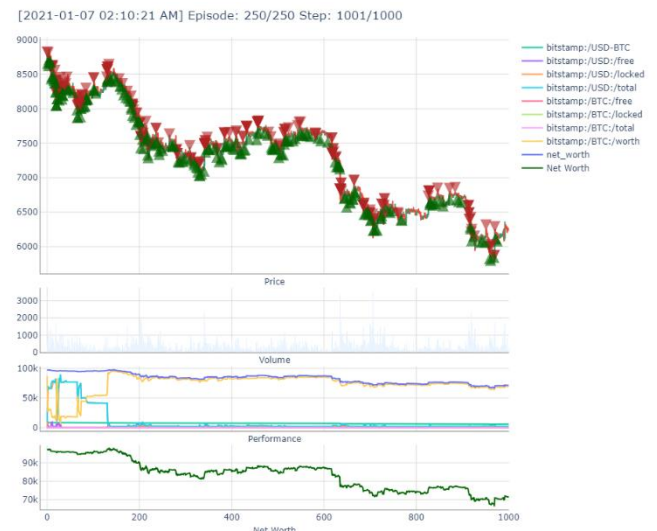 [2021-01-07 02:10:21 AM] Episode: 250/250 Step: 1001/1000
9000
8500
8000
7500
7000
6500
6000
Price
bitstamp:/USD-BTC
bitstamp:/USD:/free
bitstamp:/USD:/locked
bitstamp:/USD:/total
bitstamp:/BTC:/free
bitstamp:/BTC:/locked
bitstamp:/BTC:/total
bitstamp:/BTC:/worth
net_worth
Net Worth
3000
2000
1000
0
Volume
100k
50k
0
Performance
90k
80k
70k
0 200 400 600 800 1000
Net Worth